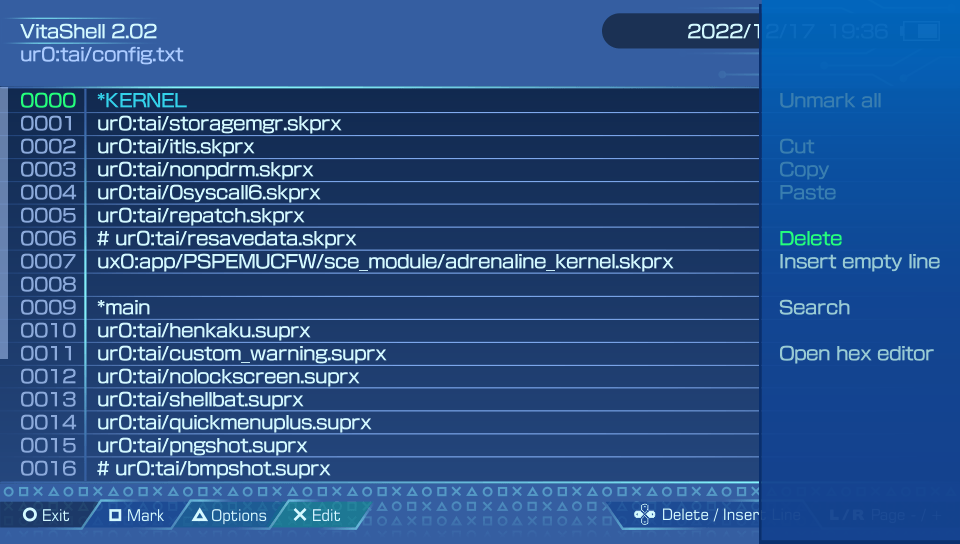 VitaShell 2.02
2022/12/17 19:36
ur0:tai/config.txt
0000 *KERNEL
0001 ur0:tai/storagemgr.skprx
0002 ur0:tai/itls.skprx
0003 ur0:tai/nonpdrm.skprx
0004 ur0:tai/0syscall6.skprx
0005 ur0:tai/repatch.skprx
0006 # ur0:tai/resavedata.skprx
0007 ux0:app/PSPEMUCFW/sce_module/adrenaline_kernel.skprx
0008
0009 *main
0010 ur0:tai/henkaku.suprx
0011 ur0:tai/custom_warning.suprx
0012 ur0:tai/nolockscreen.suprx
0013 ur0:tai/shellbat.suprx
0014 ur0:tai/quickmenuplus.suprx
0015 ur0:tai/pngshot.suprx
0016 # ur0:tai/bmpshot.suprx
Unmark all
Cut
Copy
Paste
Delete
Insert empty line
Search
Open hex editor
Exit Mark Options Edit Delete / Insert Line L/R Page